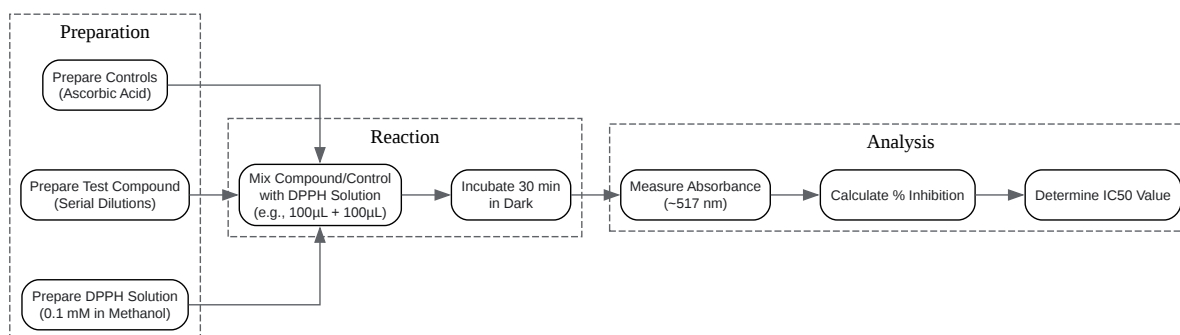 Preparation
Prepare Controls
(Ascorbic Acid)
Prepare Test Compound
(Serial Dilutions)
Prepare DPPH Solution
(0.1 mM in Methanol)
Reaction
Mix Compound/Control
with DPPH Solution
(e.g., 100μL + 100μL)
Incubate 30 min
in Dark
Analysis
Measure Absorbance
(~517 nm)
Calculate % Inhibition
Determine IC50 Value